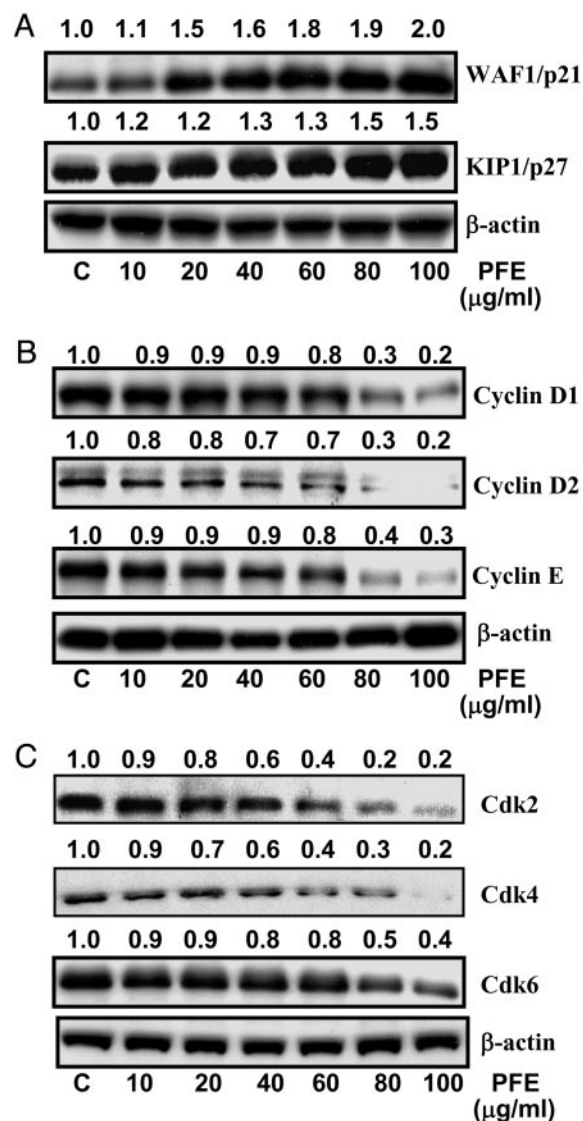 A
1.0 1.1 1.5 1.6 1.8 1.9 2.0
WAF1/p21
1.0 1.2 1.2 1.3 1.3 1.5 1.5
KIP1/p27
β-actin
C 10 20 40 60 80 100 PFE
(μg/ml)
B
1.0 0.9 0.9 0.9 0.8 0.3 0.2
Cyclin D1
1.0 0.8 0.8 0.7 0.7 0.3 0.2
Cyclin D2
1.0 0.9 0.9 0.9 0.8 0.4 0.3
Cyclin E
β-actin
C 10 20 40 60 80 100 PFE
(μg/ml)
C
1.0 0.9 0.8 0.6 0.4 0.2 0.2
Cdk2
1.0 0.9 0.7 0.6 0.4 0.3 0.2
Cdk4
1.0 0.9 0.9 0.8 0.8 0.5 0.4
Cdk6
β-actin
C 10 20 40 60 80 100 PFE
(μg/ml)